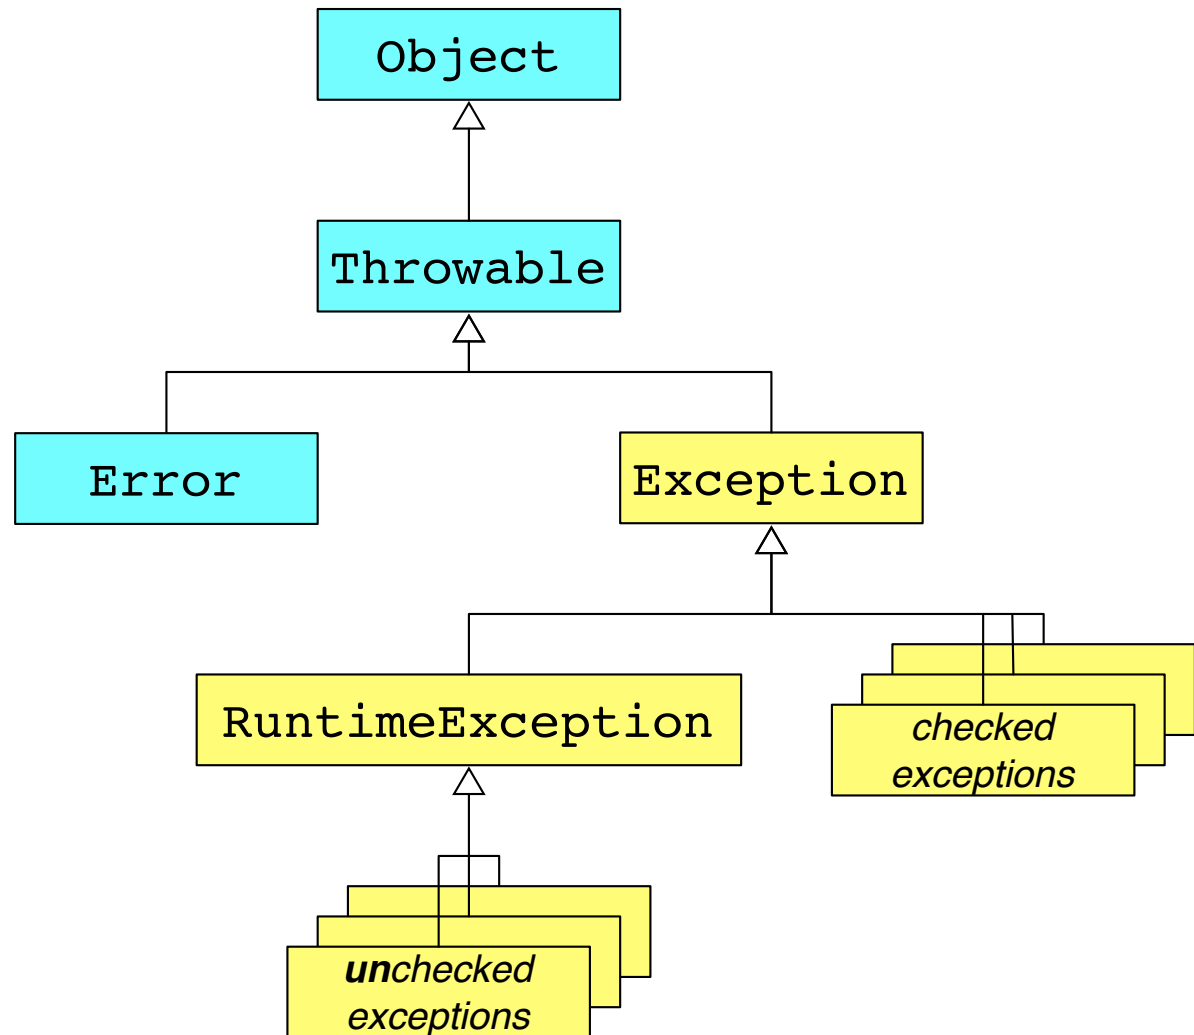 Object
Throwable
Error
Exception
RuntimeException
checked
exceptions
unchecked
exceptions